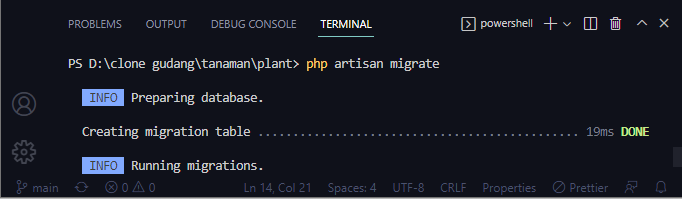 PROBLEMS OUTPUT DEBUG CONSOLE TERMINAL powershell
PS D:\clone gudang\tanaman\plant> php artisan migrate
INFO Preparing database.
Creating migration table .............................................. 19ms DONE
INFO Running migrations.
main 0 0 Ln 14, Col 21 Spaces: 4 UTF-8 CRLF Properties Prettier